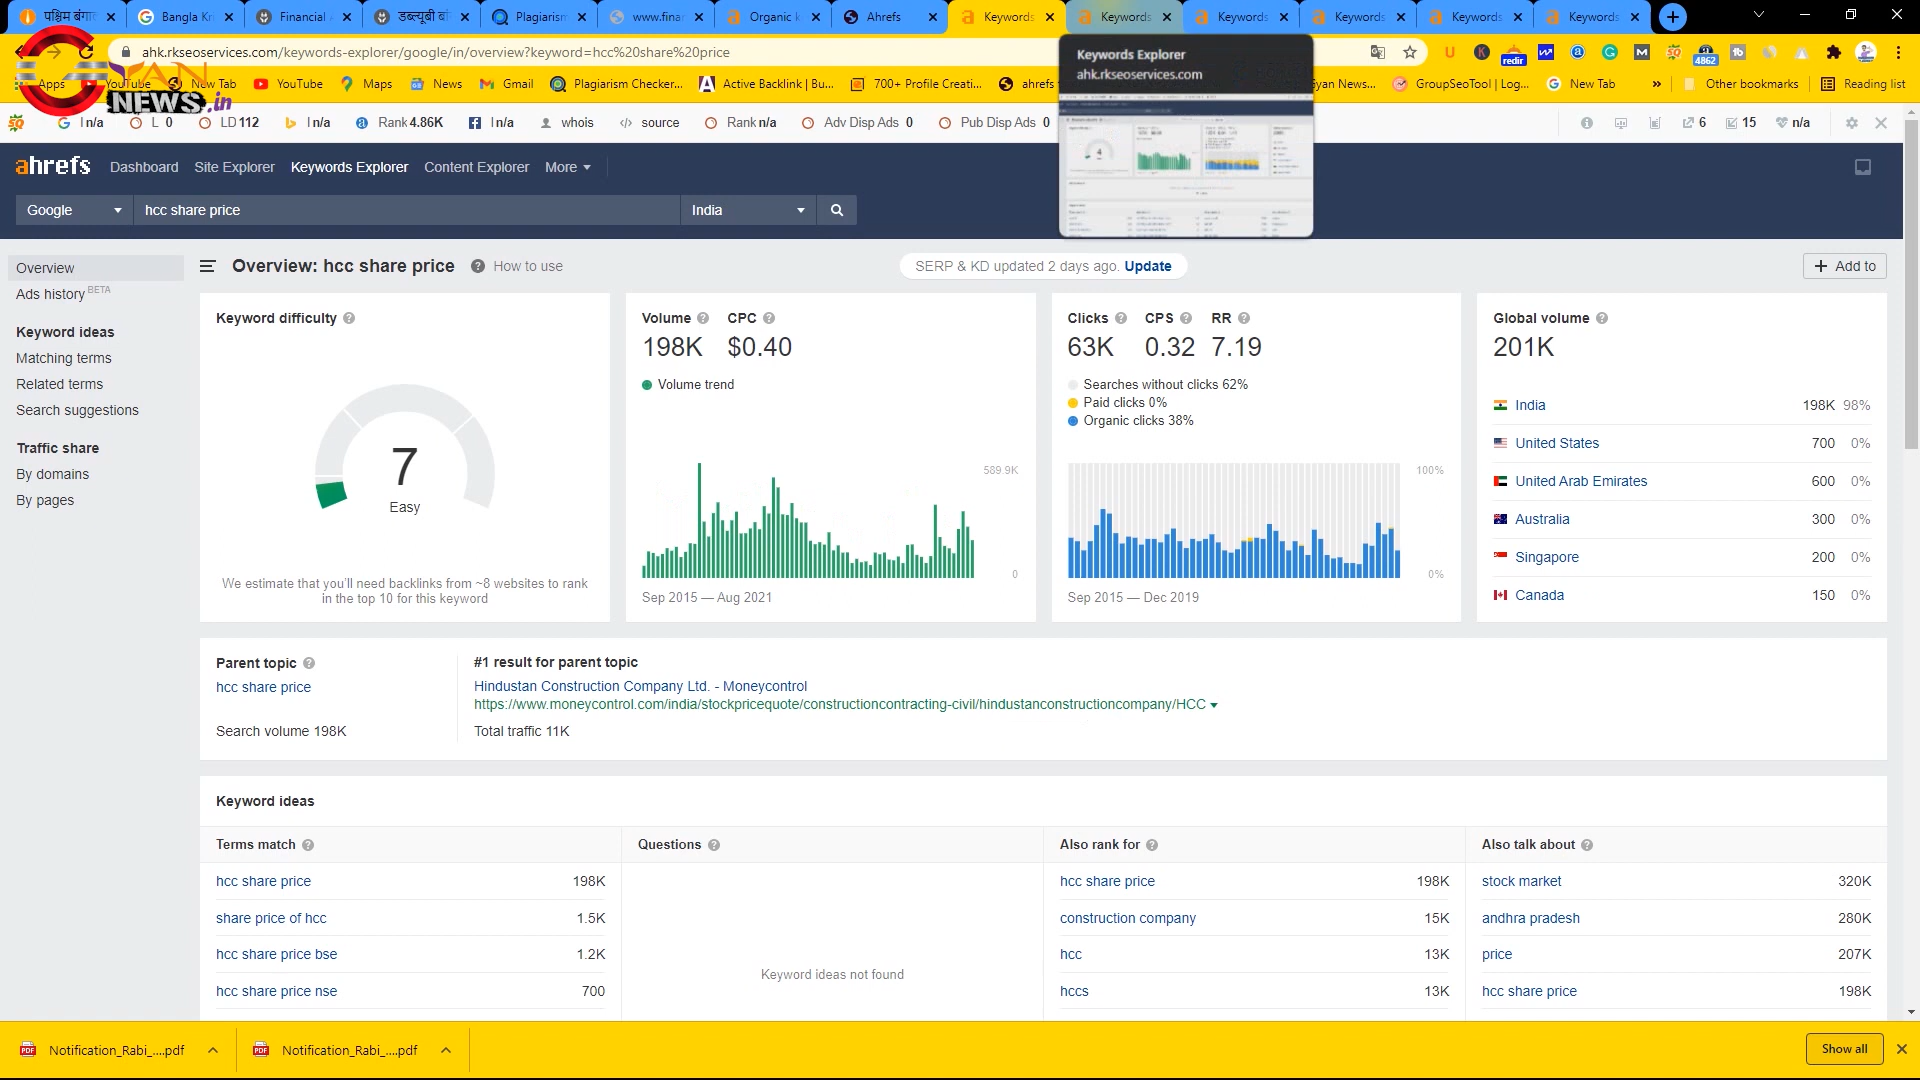 पश्चिम बंगा
Bangla Kr
Financial
डब्ल्यूबी बो
Plagiarism
www.finan
Organic k
Ahrefs
Keywords
Keywords
Keywords
Keywords
Keywords
Keywords
ahk.rkseoservices.com/keywords-explorer/google/in/overview?keyword=hcc%20share%20price
redir
4862
GYAN
NEWS.in
Apps
YouTube
New Tab
YouTube
Maps
Gmail
News
Plagiarism Checker...
Active Backlink | Bu...
700+ Profile Creati...
ahrefs
Gyan News...
GroupSeoTool | Log...
New Tab
»
Other bookmarks
Reading list
Keywords Explorer
ahk.rkseoservices.com
I n/a
L 0
LD 112
I n/a
Rank 4.86K
I n/a
whois
source
Rank n/a
Adv Disp Ads 0
Pub Disp Ads 0
6
15
n/a
ahrefs
Dashboard
Site Explorer
Keywords Explorer
Content Explorer
More
Google
hcc share price
India
Overview
Ads history BETA
Keyword ideas
Matching terms
Related terms
Search suggestions
Traffic share
By domains
By pages
Overview: hcc share price
How to use
SERP & KD updated 2 days ago. Update
+ Add to
Keyword difficulty
7
Easy
We estimate that you'll need backlinks from ~8 websites to rank
in the top 10 for this keyword
Volume CPC
198K $0.40
Volume trend
589.9K
0
Sep 2015 — Aug 2021
Clicks CPS RR
63K 0.32 7.19
Searches without clicks 62%
Paid clicks 0%
Organic clicks 38%
100%
0%
Sep 2015 — Dec 2019
Global volume
201K
India 198K 98%
United States 700 0%
United Arab Emirates 600 0%
Australia 300 0%
Singapore 200 0%
Canada 150 0%
Parent topic
hcc share price
Search volume 198K
#1 result for parent topic
Hindustan Construction Company Ltd. - Moneycontrol
https://www.moneycontrol.com/india/stockpricequote/constructioncontracting-civil/hindustanconstructioncompany/HCC
Total traffic 11K
Keyword ideas
Terms match
hcc share price 198K
share price of hcc 1.5K
hcc share price bse 1.2K
hcc share price nse 700
Questions
Keyword ideas not found
Also rank for
hcc share price 198K
construction company 15K
hcc 13K
hccs 13K
Also talk about
stock market 320K
andhra pradesh 280K
price 207K
hcc share price 198K
Notification_Rabi_....pdf
Notification_Rabi_....pdf
Show all